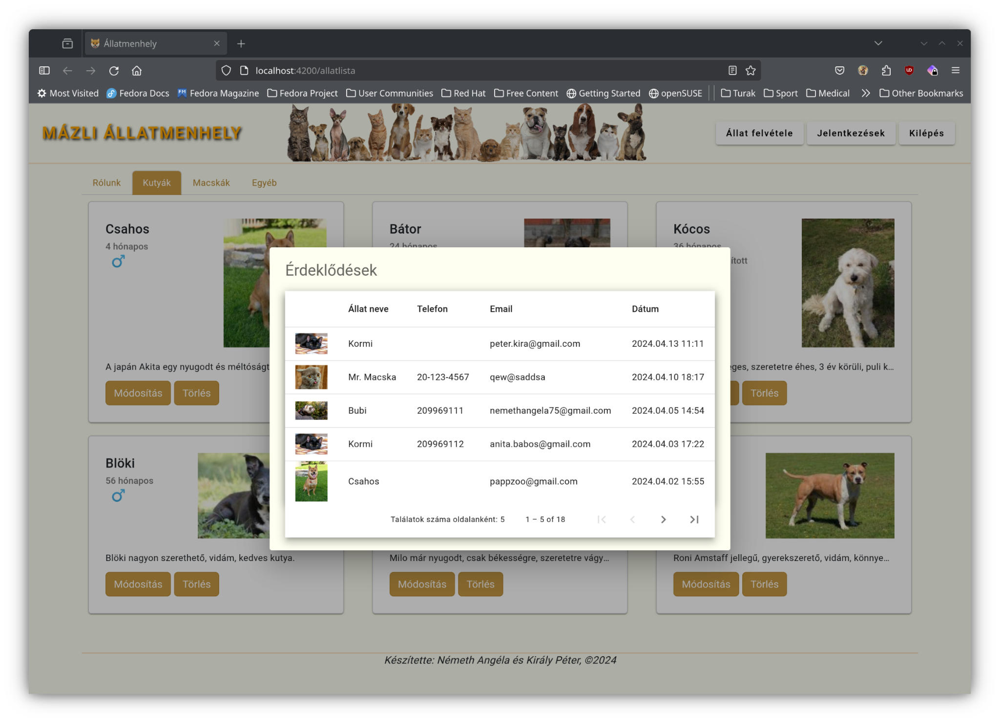 Állatmenhely
localhost:4200/allatlista
Most Visited Fedora Docs Fedora Magazine Fedora Project User Communities Red Hat Free Content Getting Started openSUSE Turak Sport Medical Other Bookmarks
MÁZLI ÁLLATMENHELY
Állat felvétele Jelentkezések Kilépés
Rólunk Kutyák Macskák Egyéb
Csahos
4 hónapos
Bátor
24 hónapos
Kócos
36 hónapos
ított
A japán Akita egy nyugodt és méltóságt
eges, szeretetre éhes, 3 év körüli, puli k...
Módosítás Törlés
Törlés
Érdeklődések
Állat neve Telefon Email Dátum
Kormi peter.kira@gmail.com 2024.04.13 11:11
Mr. Macska 20-123-4567 qew@saddsa 2024.04.10 18:17
Bubi 209969111 nemethangela75@gmail.com 2024.04.05 14:54
Kormi 209969112 anita.babos@gmail.com 2024.04.03 17:22
Csahos pappzoo@gmail.com 2024.04.02 15:55
Találatok száma oldalanként: 5 1 – 5 of 18
Blöki
56 hónapos
Blöki nagyon szerethető, vidám, kedves kutya.
Módosítás Törlés
Milo már nyugodt, csak békességre, szeretetre vágy...
Módosítás Törlés
Roni Amstaff jellegű, gyerekszerető, vidám, könnye...
Módosítás Törlés
Készítette: Németh Angéla és Király Péter, ©2024